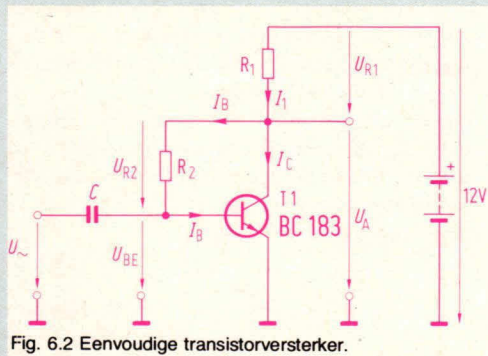 R1
I1
UR1
IB
UR2
R2
IC
C
T1
BC 183
UA
+
12V
U~
UBE
IB
Fig. 6.2 Eenvoudige transistorversterker.